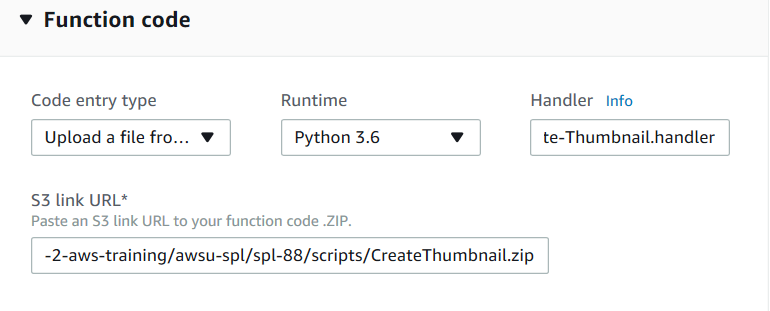 Function code
Code entry type
Runtime
Handler Info
Upload a file fro...
Python 3.6
te-Thumbnail.handler
S3 link URL*
Paste an S3 link URL to your function code .ZIP.
-2-aws-training/awsu-spl/spl-88/scripts/CreateThumbnail.zip